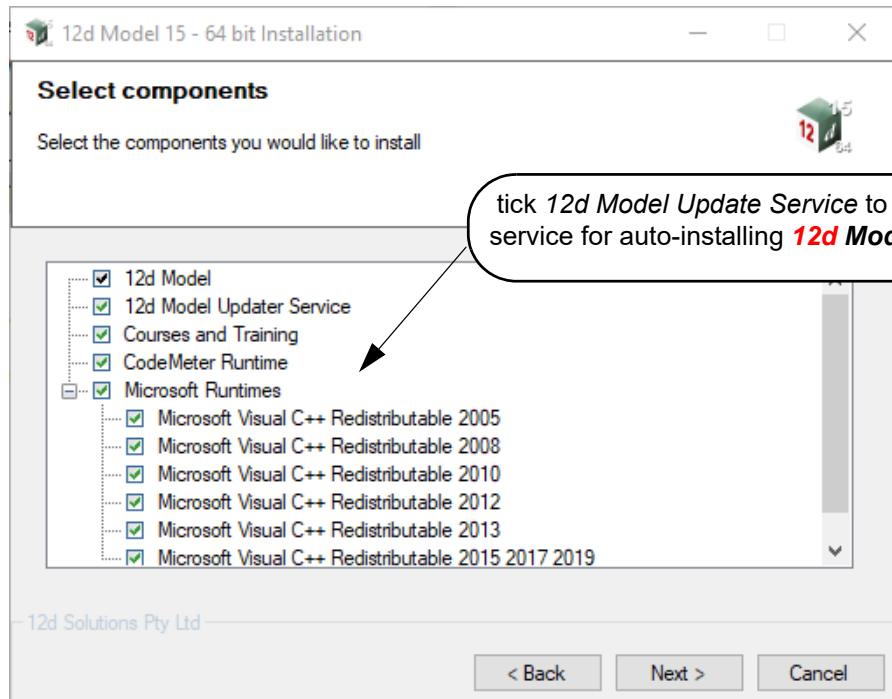 12d Model 15 - 64 bit Installation
Select components
Select the components you would like to install
15
12 d
64
tick 12d Model Update Service to
service for auto-installing 12d
12d Model
12d Model Updater Service
Courses and Training
CodeMeter Runtime
Microsoft Runtimes
Microsoft Visual C++ Redistributable 2005
Microsoft Visual C++ Redistributable 2008
Microsoft Visual C++ Redistributable 2010
Microsoft Visual C++ Redistributable 2012
Microsoft Visual C++ Redistributable 2013
Microsoft Visual C++ Redistributable 2015 2017 2019
12d Solutions Pty Ltd
< Back
Next >
Cancel